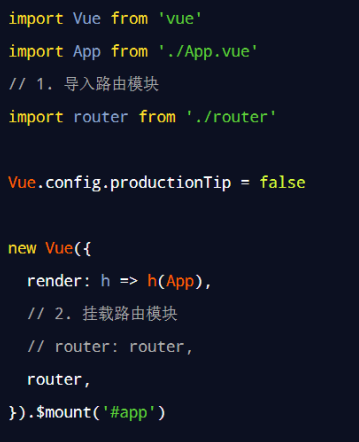 import Vue from 'vue'
import App from './App.vue'
// 1. 导入路由模块
import router from './router'
Vue.config.productionTip = false
new Vue({
  render: h => h(App),
  // 2. 挂载路由模块
  // router: router,
  router,
}).$mount('#app')